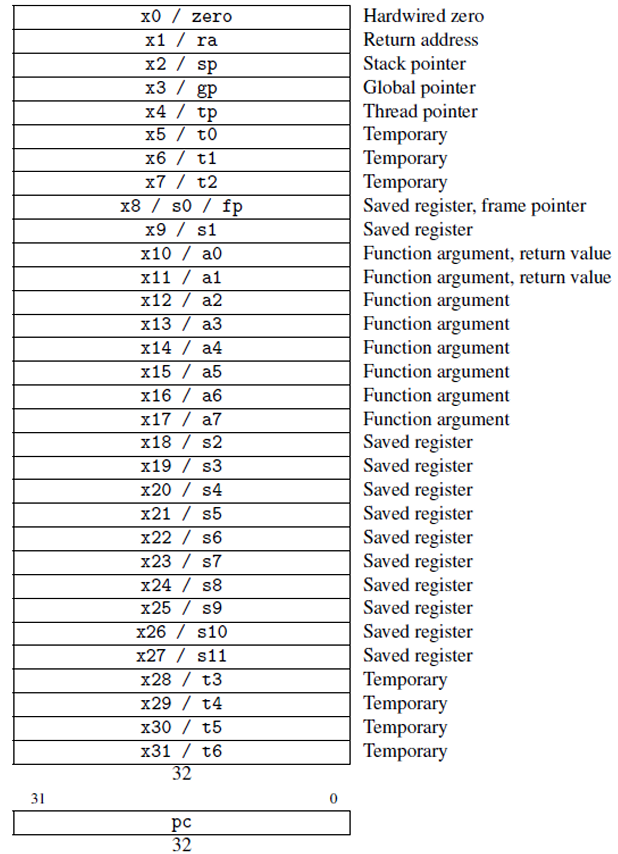 x0 / zero Hardwired zero
x1 / ra Return address
x2 / sp Stack pointer
x3 / gp Global pointer
x4 / tp Thread pointer
x5 / t0 Temporary
x6 / t1 Temporary
x7 / t2 Temporary
x8 / s0 / fp Saved register, frame pointer
x9 / s1 Saved register
x10 / a0 Function argument, return value
x11 / a1 Function argument, return value
x12 / a2 Function argument
x13 / a3 Function argument
x14 / a4 Function argument
x15 / a5 Function argument
x16 / a6 Function argument
x17 / a7 Function argument
x18 / s2 Saved register
x19 / s3 Saved register
x20 / s4 Saved register
x21 / s5 Saved register
x22 / s6 Saved register
x23 / s7 Saved register
x24 / s8 Saved register
x25 / s9 Saved register
x26 / s10 Saved register
x27 / s11 Saved register
x28 / t3 Temporary
x29 / t4 Temporary
x30 / t5 Temporary
x31 / t6 Temporary
32
31 0
pc
32